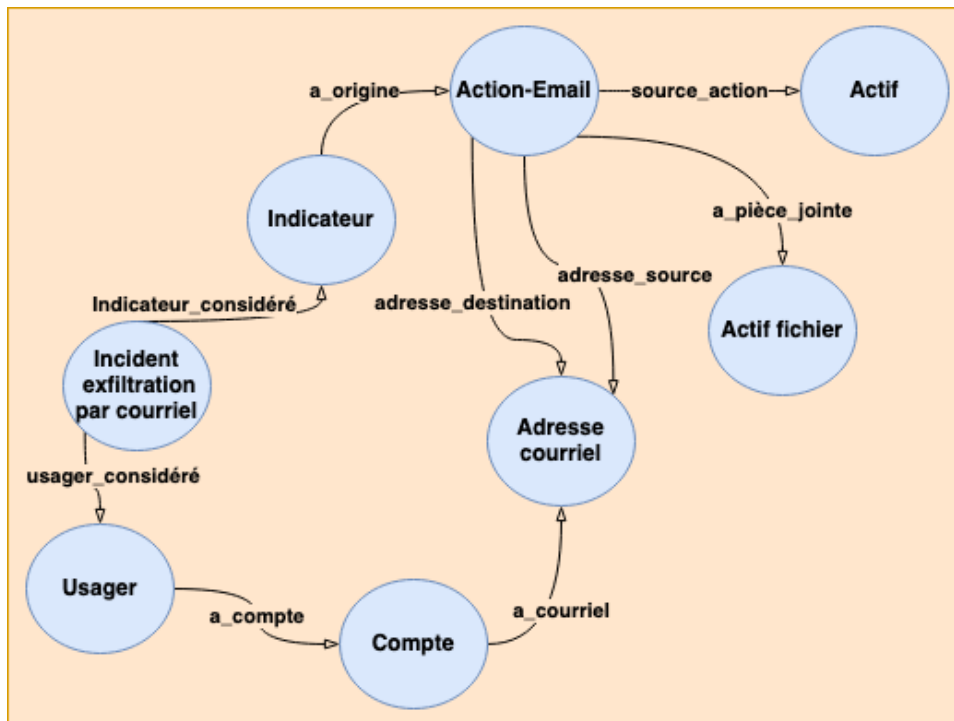 a_origine
Action-Email
source_action
Actif
Indicateur
a_pièce_jointe
Indicateur_considéré
adresse_destination
adresse_source
Actif fichier
Incident
exfiltration
par courriel
Adresse
courriel
usager_considéré
Usager
a_compte
Compte
a_courriel